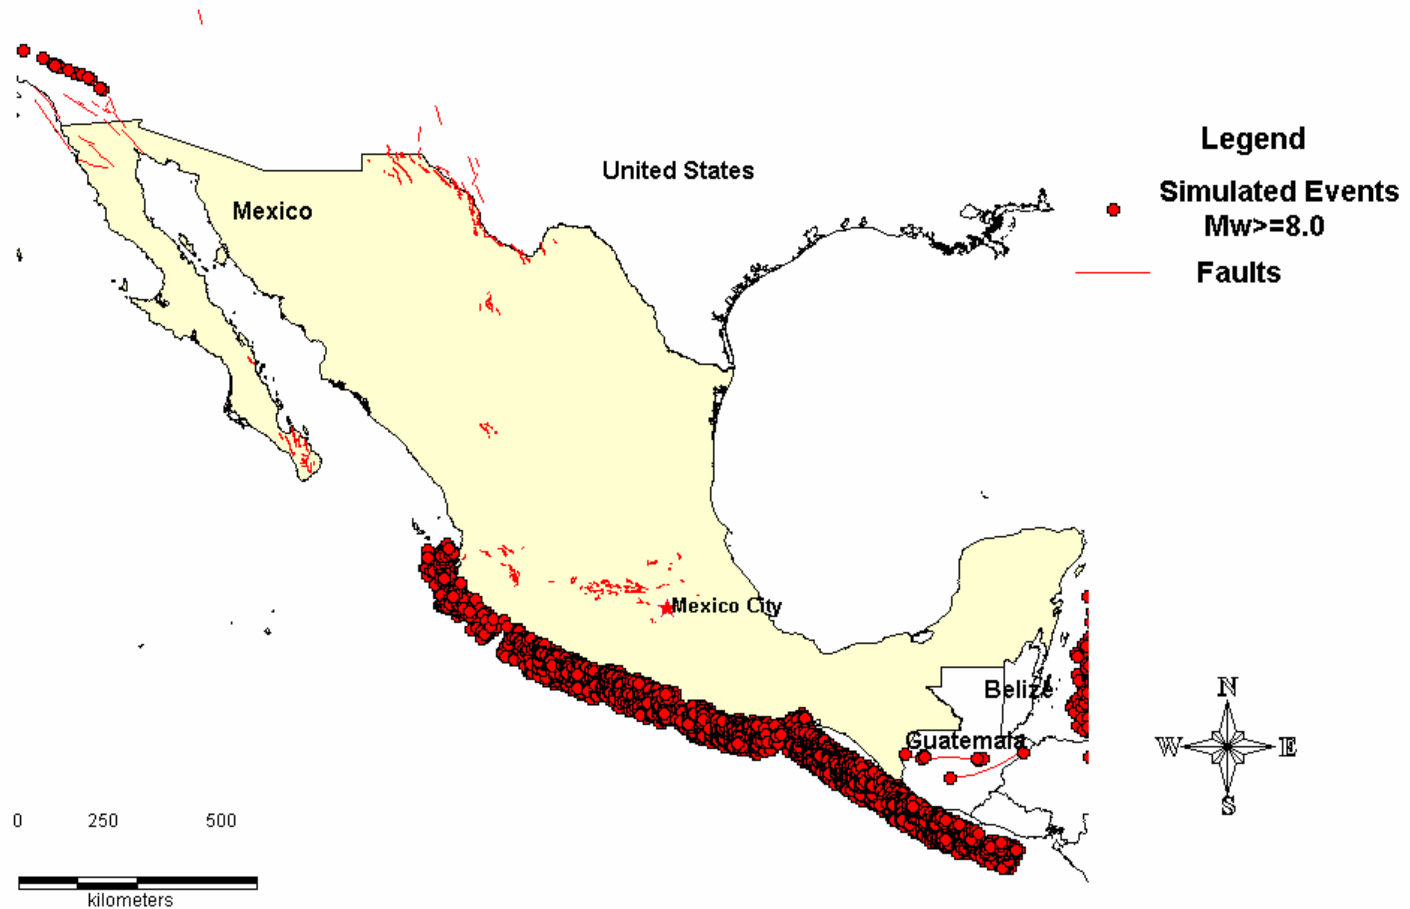 Legend
United States
Simulated Events
Mw>=8.0
Mexico
Faults
Mexico City
Belize
Guatemala
N
W E
S
0 250 500
kilometers